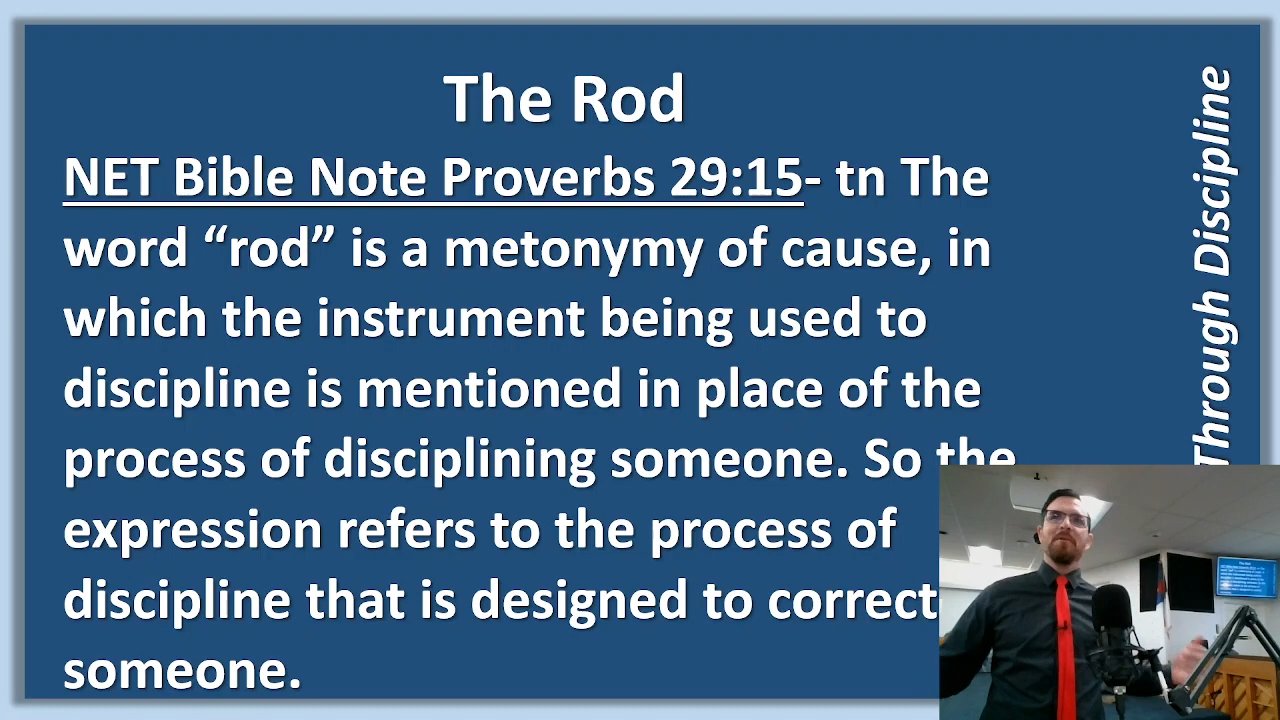 The Rod
NET Bible Note Proverbs 29:15- tn The
word “rod” is a metonymy of cause, in
which the instrument being used to
discipline is mentioned in place of the
process of disciplining someone. So the
expression refers to the process of
discipline that is designed to correct
someone.
Through Discipline